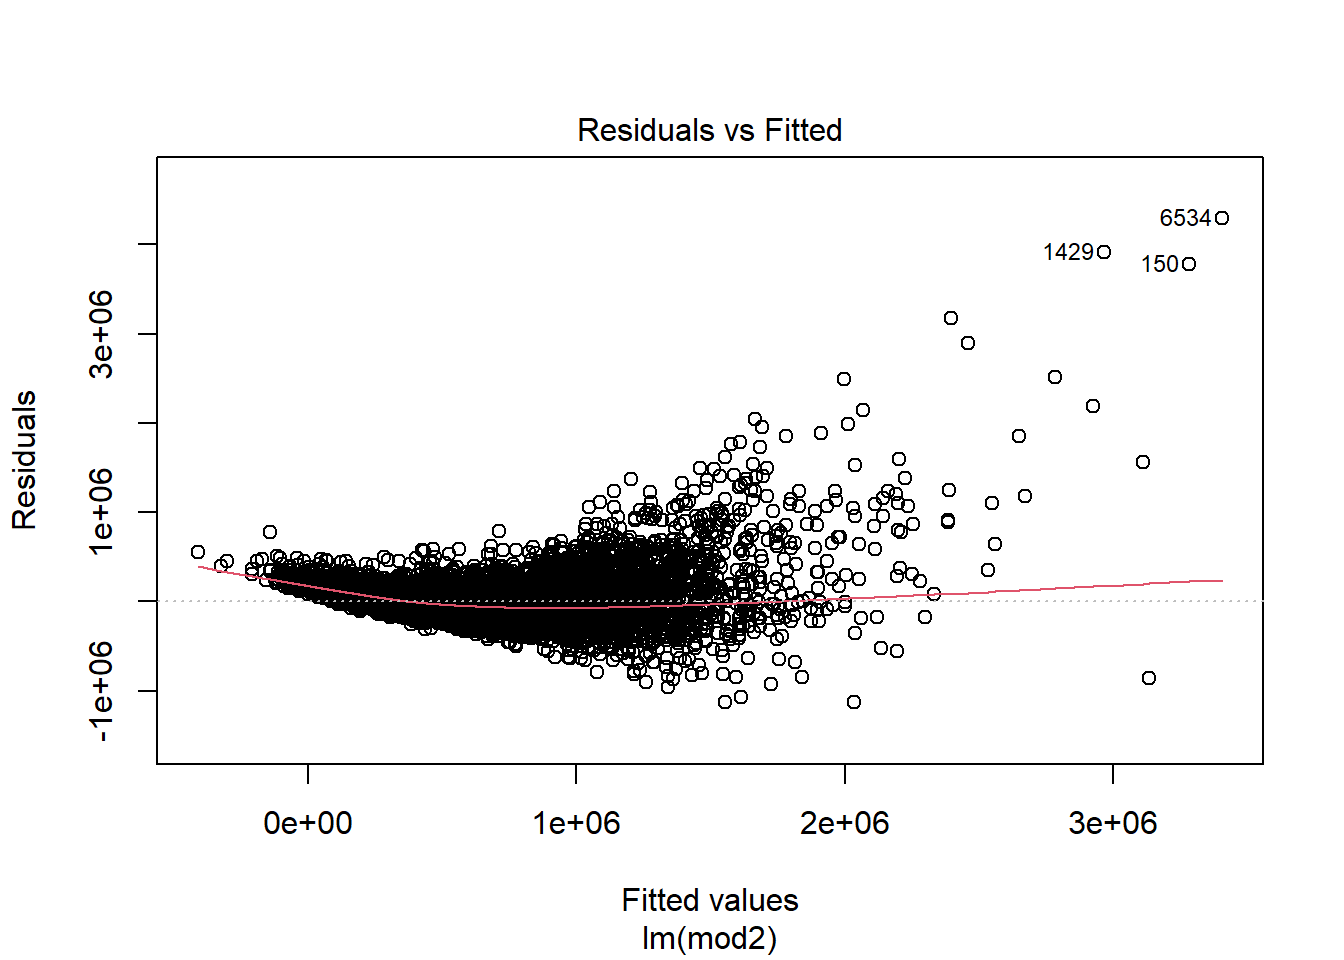 Residuals vs Fitted
6534
1429
150
Residuals
3e+06
1e+06
-1e+06
0e+00 1e+06 2e+06 3e+06
Fitted values
lm(mod2)